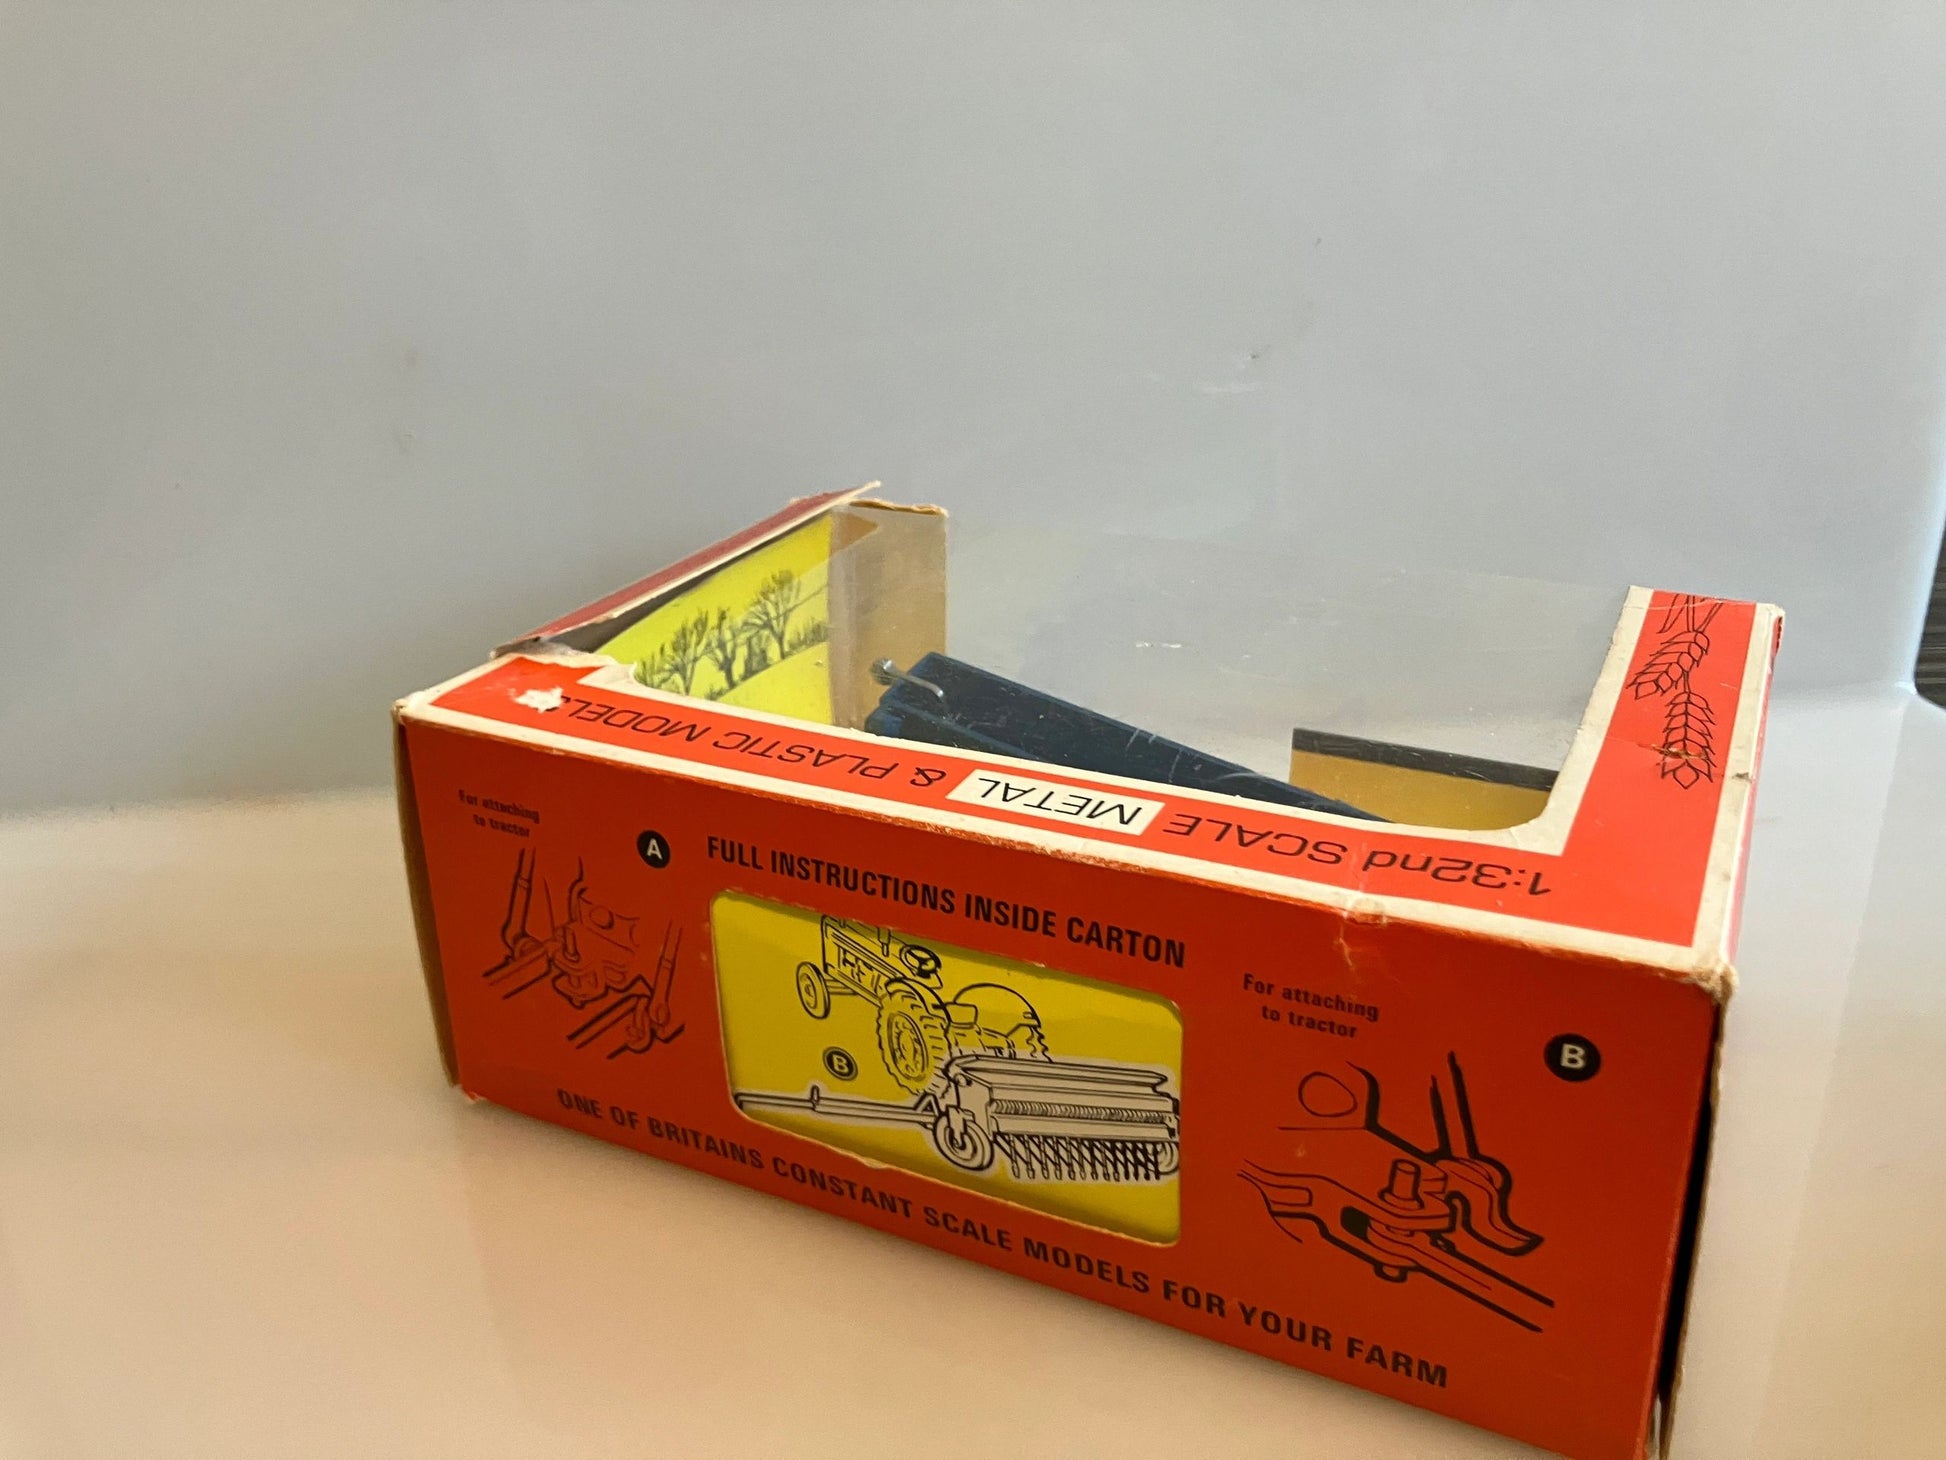 1:32nd SCALE METAL & PLASTIC MODELS
For attaching
to tractor
A
FULL INSTRUCTIONS INSIDE CARTON
For attaching
to tractor
B
B
ONE OF BRITAINS CONSTANT SCALE MODELS FOR YOUR FARM